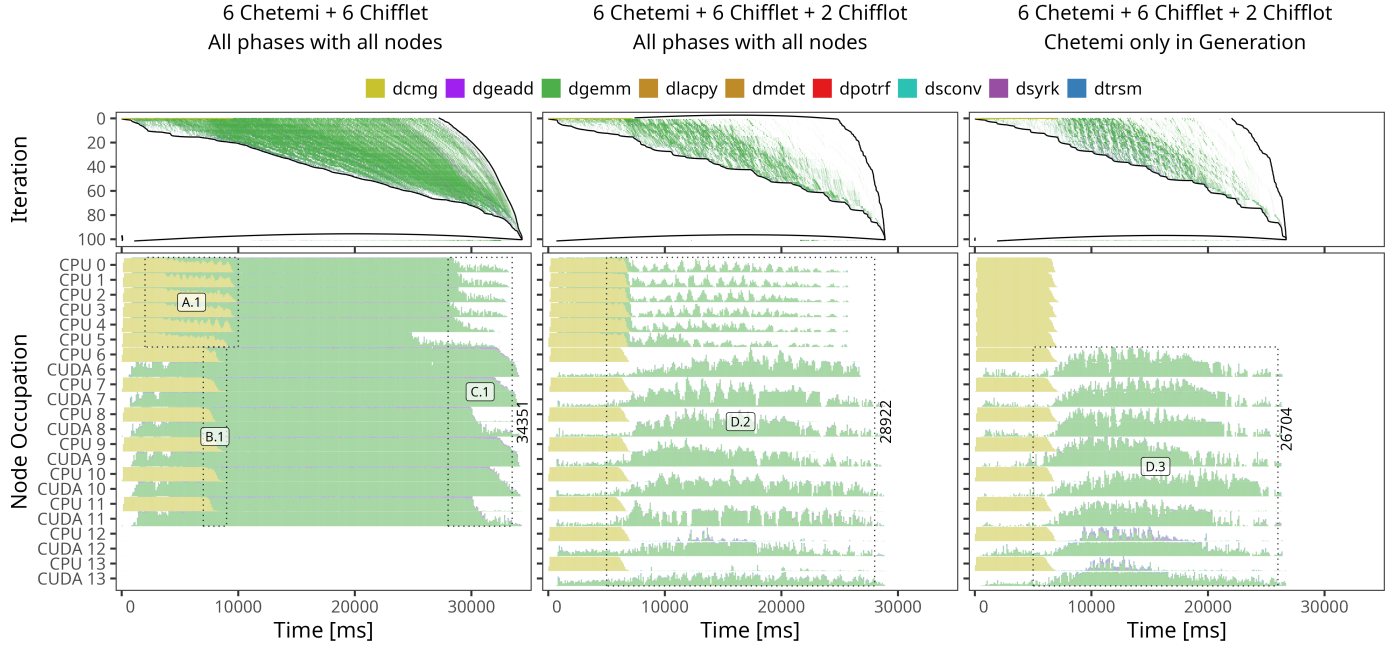 6 Chetemi + 6 Chifflet
All phases with all nodes
6 Chetemi + 6 Chifflet + 2 Chifflot
All phases with all nodes
6 Chetemi + 6 Chifflet + 2 Chifflot
Chetemi only in Generation
dcmg dgeadd dgemm dlacpy dmdet dpotrf dsconv dsyrk dtrsm
Iteration
0
20
40
60
80
100
Node Occupation
CPU 0
CPU 1
CPU 2
CPU 3
CPU 4
CPU 5
CPU 6
CUDA 6
CPU 7
CUDA 7
CPU 8
CUDA 8
CPU 9
CUDA 9
CPU 10
CUDA 10
CPU 11
CUDA 11
CPU 12
CUDA 12
CPU 13
CUDA 13
A.1
B.1
C.1
34351
D.2
28922
D.3
26704
0 10000 20000 30000
0 10000 20000 30000
0 10000 20000 30000
Time [ms]
Time [ms]
Time [ms]